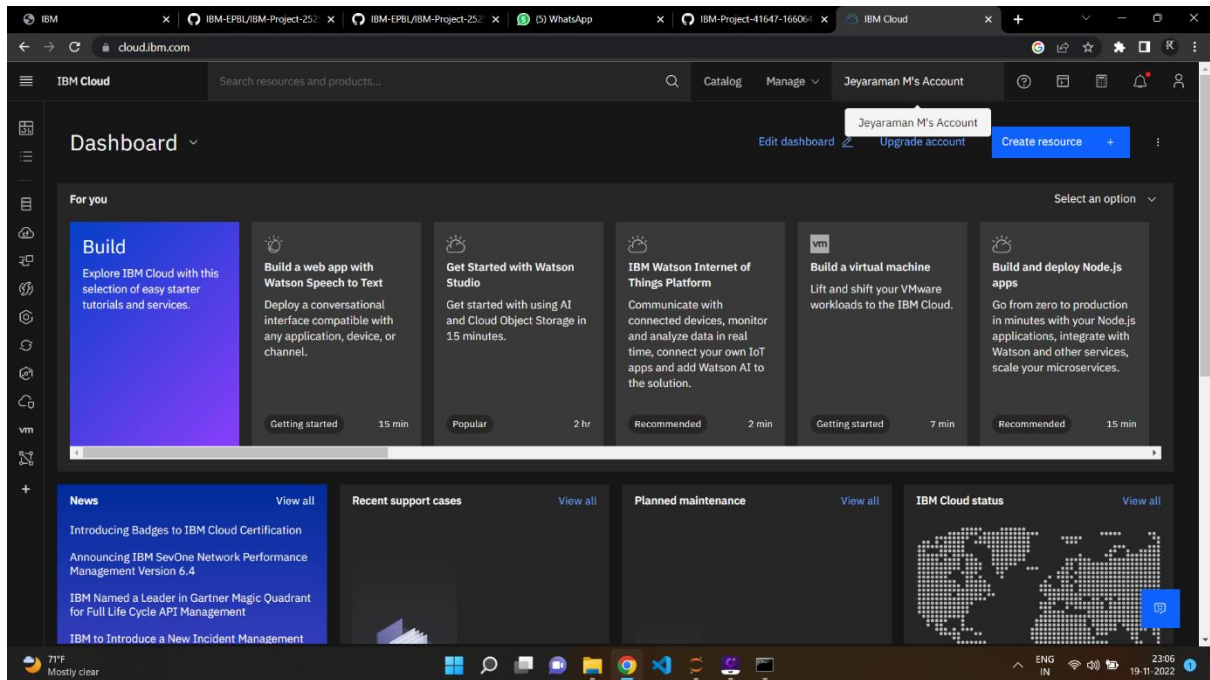 IBM
IBM-EPBL/IBM-Project-252
IBM-EPBL/IBM-Project-252
(5) WhatsApp
IBM-Project-41647-16606
IBM Cloud
cloud.ibm.com
IBM Cloud
Search resources and products...
Catalog
Manage
Jeyaraman M's Account
Jeyaraman M's Account
Dashboard
Edit dashboard
Upgrade account
Create resource +
For you
Select an option
Build
Explore IBM Cloud with this
selection of easy starter
tutorials and services.
Build a web app with
Watson Speech to Text
Deploy a conversational
interface compatible with
any application, device, or
channel.
Getting started
15 min
Get Started with Watson
Studio
Get started with using AI
and Cloud Object Storage in
15 minutes.
Popular
2 hr
IBM Watson Internet of
Things Platform
Communicate with
connected devices, monitor
and analyze data in real
time, connect your own IoT
apps and add Watson AI to
the solution.
Recommended
2 min
vm
Build a virtual machine
Lift and shift your VMware
workloads to the IBM Cloud.
Getting started
7 min
Build and deploy Node.js
apps
Go from zero to production
in minutes with your Node.js
applications, integrate with
Watson and other services,
scale your microservices.
Recommended
15 min
vm
News
View all
Introducing Badges to IBM Cloud Certification
Announcing IBM SevOne Network Performance
Management Version 6.4
IBM Named a Leader in Gartner Magic Quadrant
for Full Life Cycle API Management
IBM to Introduce a New Incident Management
Recent support cases
View all
Planned maintenance
View all
IBM Cloud status
View all
71°F
Mostly clear
ENG
IN
23:06
19-11-2022
1